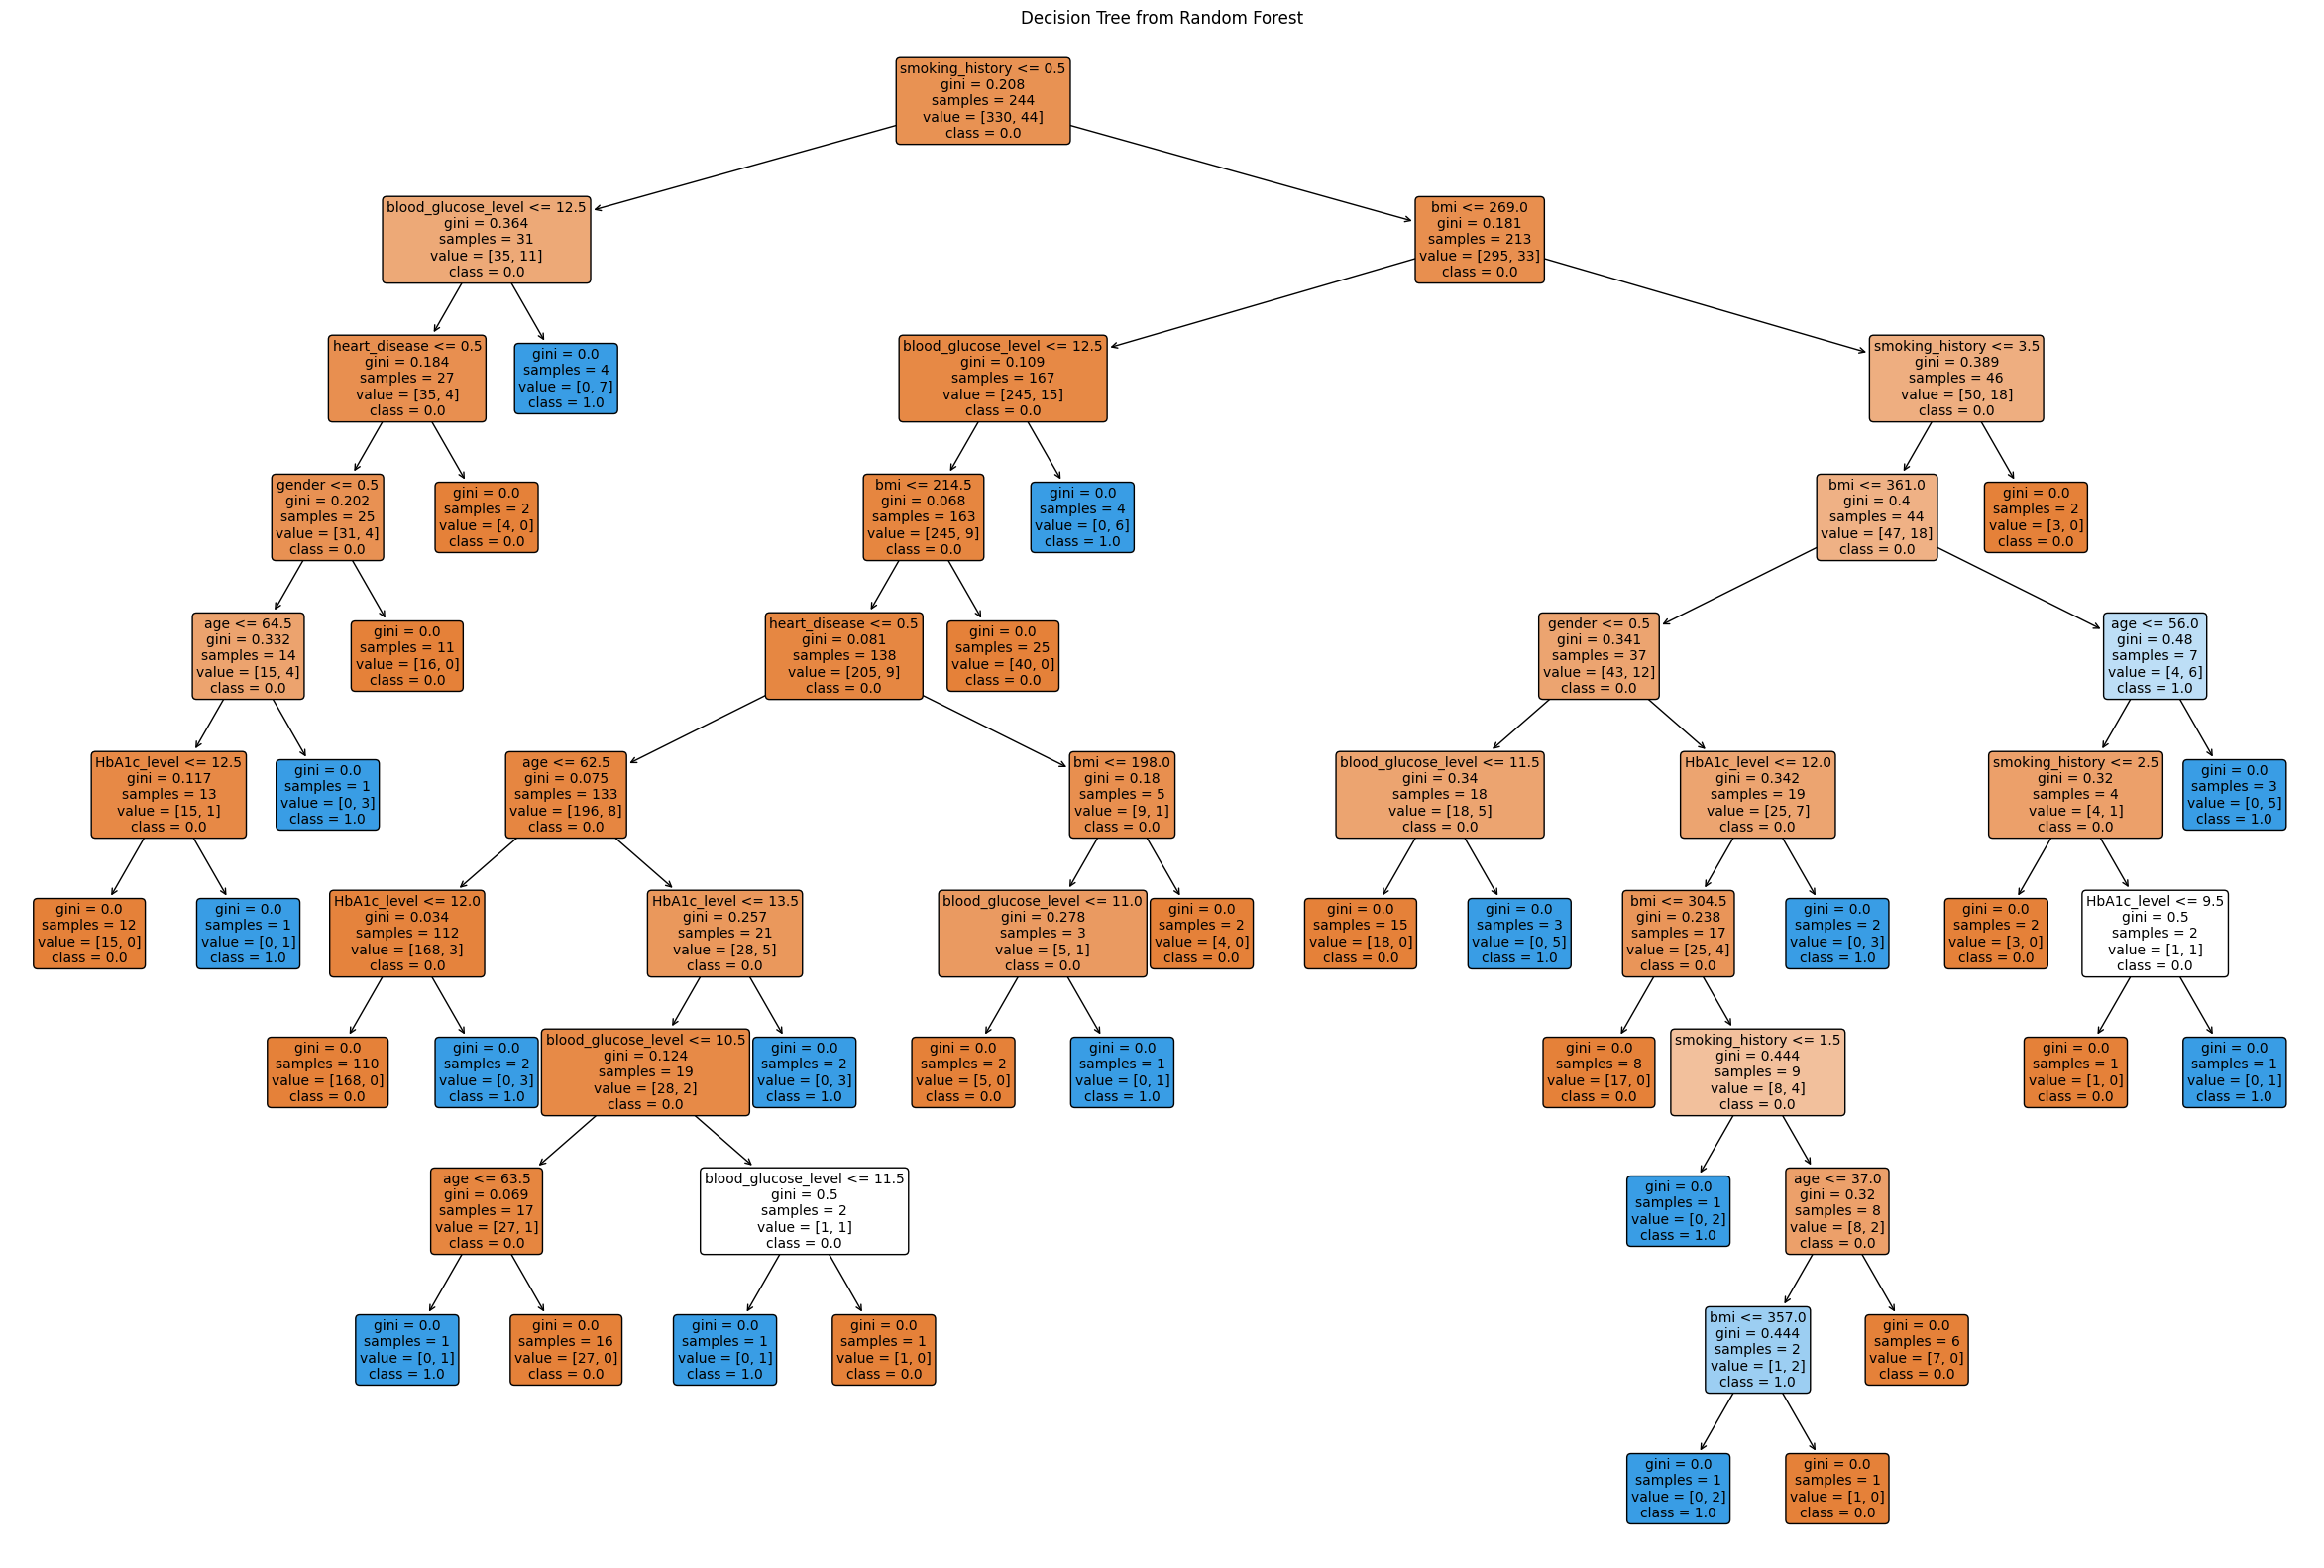 Decision Tree from Random Forest
smoking_history <= 0.5
gini = 0.208
samples = 244
value = [330, 44]
class = 0.0
blood_glucose_level <= 12.5
gini = 0.364
samples = 31
value = [35, 11]
class = 0.0
bmi <= 269.0
gini = 0.181
samples = 213
value = [295, 33]
class = 0.0
heart_disease <= 0.5
gini = 0.184
samples = 27
value = [35, 4]
class = 0.0
gini = 0.0
samples = 4
value = [0, 7]
class = 1.0
blood_glucose_level <= 12.5
gini = 0.109
samples = 167
value = [245, 15]
class = 0.0
smoking_history <= 3.5
gini = 0.389
samples = 46
value = [50, 18]
class = 0.0
gender <= 0.5
gini = 0.202
samples = 25
value = [31, 4]
class = 0.0
gini = 0.0
samples = 2
value = [4, 0]
class = 0.0
bmi <= 214.5
gini = 0.068
samples = 163
value = [245, 9]
class = 0.0
gini = 0.0
samples = 4
value = [0, 6]
class = 1.0
bmi <= 361.0
gini = 0.4
samples = 44
value = [47, 18]
class = 0.0
gini = 0.0
samples = 2
value = [3, 0]
class = 0.0
age <= 64.5
gini = 0.332
samples = 14
value = [15, 4]
class = 0.0
gini = 0.0
samples = 11
value = [16, 0]
class = 0.0
heart_disease <= 0.5
gini = 0.081
samples = 138
value = [205, 9]
class = 0.0
gini = 0.0
samples = 25
value = [40, 0]
class = 0.0
gender <= 0.5
gini = 0.341
samples = 37
value = [43, 12]
class = 0.0
age <= 56.0
gini = 0.48
samples = 7
value = [4, 6]
class = 1.0
HbA1c_level <= 12.5
gini = 0.117
samples = 13
value = [15, 1]
class = 0.0
gini = 0.0
samples = 1
value = [0, 3]
class = 1.0
age <= 62.5
gini = 0.075
samples = 133
value = [196, 8]
class = 0.0
bmi <= 198.0
gini = 0.18
samples = 5
value = [9, 1]
class = 0.0
blood_glucose_level <= 11.5
gini = 0.34
samples = 18
value = [18, 5]
class = 0.0
HbA1c_level <= 12.0
gini = 0.342
samples = 19
value = [25, 7]
class = 0.0
smoking_history <= 2.5
gini = 0.32
samples = 4
value = [4, 1]
class = 0.0
gini = 0.0
samples = 3
value = [0, 5]
class = 1.0
gini = 0.0
samples = 12
value = [15, 0]
class = 0.0
gini = 0.0
samples = 1
value = [0, 1]
class = 1.0
HbA1c_level <= 12.0
gini = 0.034
samples = 112
value = [168, 3]
class = 0.0
HbA1c_level <= 13.5
gini = 0.257
samples = 21
value = [28, 5]
class = 0.0
blood_glucose_level <= 11.0
gini = 0.278
samples = 3
value = [5, 1]
class = 0.0
gini = 0.0
samples = 2
value = [4, 0]
class = 0.0
gini = 0.0
samples = 15
value = [18, 0]
class = 0.0
gini = 0.0
samples = 3
value = [0, 5]
class = 1.0
bmi <= 304.5
gini = 0.238
samples = 17
value = [25, 4]
class = 0.0
gini = 0.0
samples = 2
value = [0, 3]
class = 1.0
gini = 0.0
samples = 2
value = [3, 0]
class = 0.0
HbA1c_level <= 9.5
gini = 0.5
samples = 2
value = [1, 1]
class = 0.0
gini = 0.0
samples = 110
value = [168, 0]
class = 0.0
gini = 0.0
samples = 2
value = [0, 3]
class = 1.0
blood_glucose_level <= 10.5
gini = 0.124
samples = 19
value = [28, 2]
class = 0.0
gini = 0.0
samples = 2
value = [0, 3]
class = 1.0
gini = 0.0
samples = 2
value = [5, 0]
class = 0.0
gini = 0.0
samples = 1
value = [0, 1]
class = 1.0
gini = 0.0
samples = 8
value = [17, 0]
class = 0.0
smoking_history <= 1.5
gini = 0.444
samples = 9
value = [8, 4]
class = 0.0
gini = 0.0
samples = 1
value = [1, 0]
class = 0.0
gini = 0.0
samples = 1
value = [0, 1]
class = 1.0
age <= 63.5
gini = 0.069
samples = 17
value = [27, 1]
class = 0.0
blood_glucose_level <= 11.5
gini = 0.5
samples = 2
value = [1, 1]
class = 0.0
gini = 0.0
samples = 1
value = [0, 2]
class = 1.0
age <= 37.0
gini = 0.32
samples = 8
value = [8, 2]
class = 0.0
gini = 0.0
samples = 1
value = [0, 1]
class = 1.0
gini = 0.0
samples = 16
value = [27, 0]
class = 0.0
gini = 0.0
samples = 1
value = [0, 1]
class = 1.0
gini = 0.0
samples = 1
value = [1, 0]
class = 0.0
bmi <= 357.0
gini = 0.444
samples = 2
value = [1, 2]
class = 1.0
gini = 0.0
samples = 6
value = [7, 0]
class = 0.0
gini = 0.0
samples = 1
value = [0, 2]
class = 1.0
gini = 0.0
samples = 1
value = [1, 0]
class = 0.0